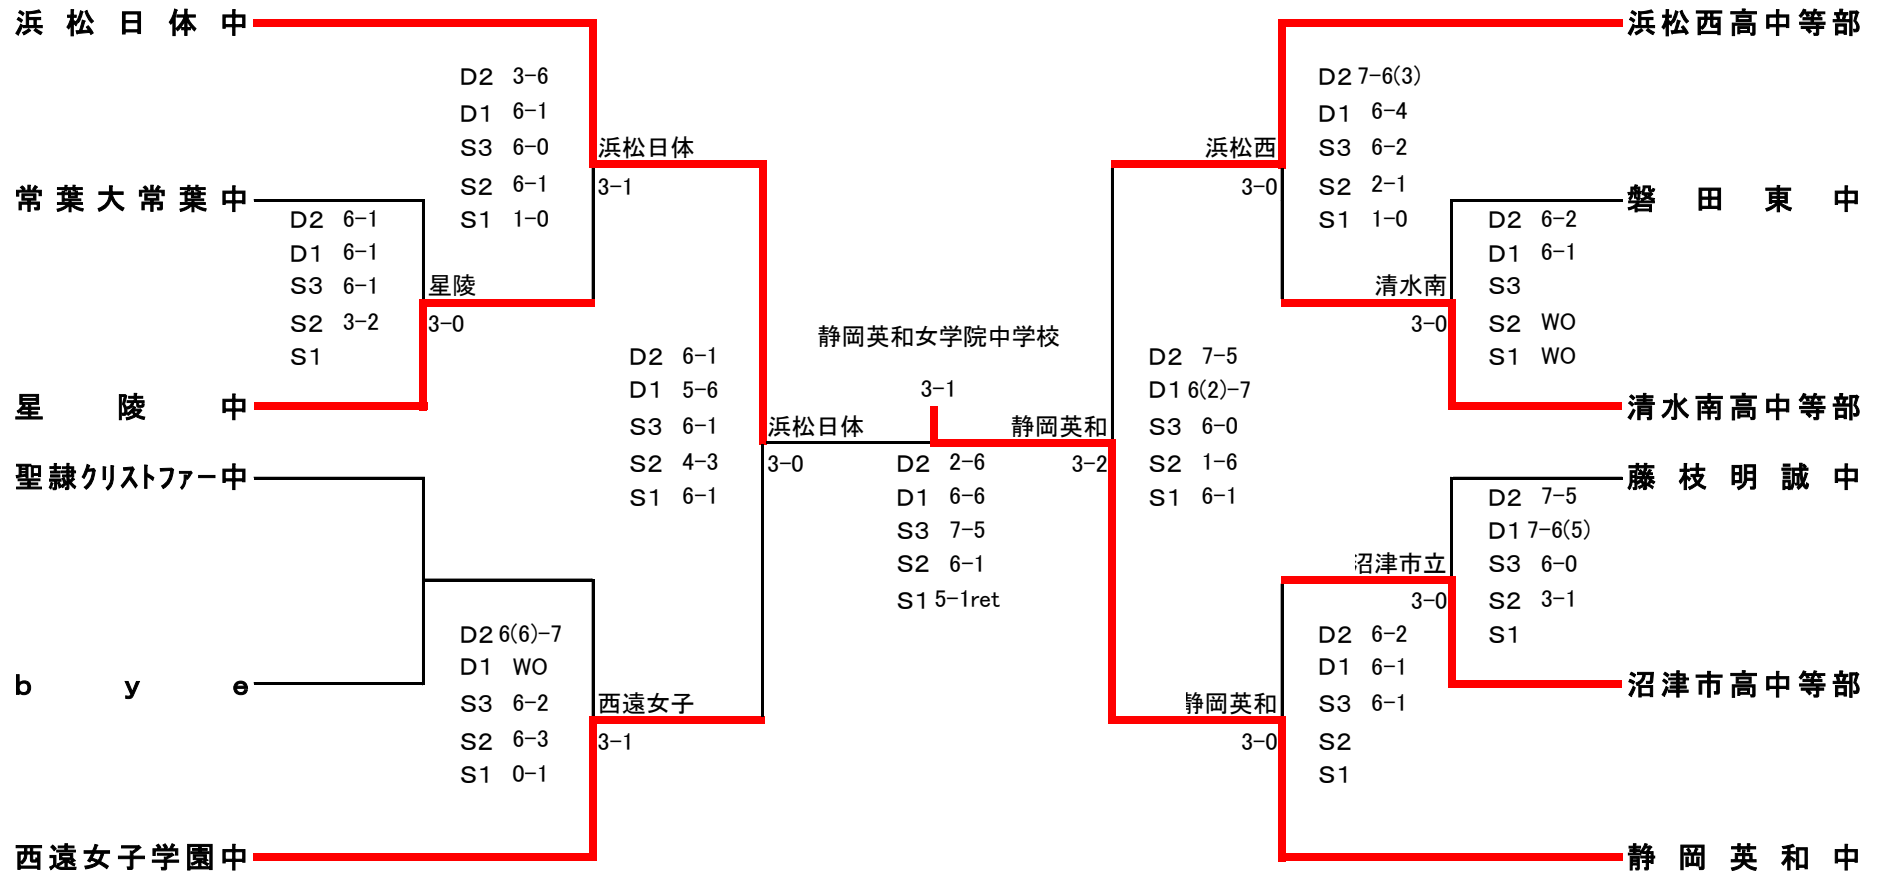 浜松日体中
浜松西高中等部
D2 3-6
D1 6-1
S3 6-0
S2 6-1
S1 1-0
浜松日体
3-1
常葉大常葉中
D2 6-1
D1 6-1
S3 6-1
S2 3-2
S1
星陵
3-0
星陵中
聖隷クリストファー中
bye
D2 6(6)-7
D1 WO
S3 6-2
S2 6-3
S1 0-1
西遠女子
3-1
西遠女子学園中
D2 6-1
D1 5-6
S3 6-1
S2 4-3
S1 6-1
浜松日体
3-0
静岡英和女学院中学校
3-1
D2 2-6
D1 6-6
S3 7-5
S2 6-1
S1 5-1ret
静岡英和
3-2
D2 7-5
D1 6(2)-7
S3 6-0
S2 1-6
S1 6-1
浜松西
3-0
D2 7-6(3)
D1 6-4
S3 6-2
S2 2-1
S1 1-0
磐田東中
D2 6-2
D1 6-1
S3
S2 WO
S1 WO
清水南
3-0
清水南高中等部
藤枝明誠中
D2 7-5
D1 7-6(5)
S3 6-0
S2 3-1
S1
沼津市立
3-0
沼津市高中等部
D2 6-2
D1 6-1
S3 6-1
S2
S1
静岡英和
3-0
静岡英和中